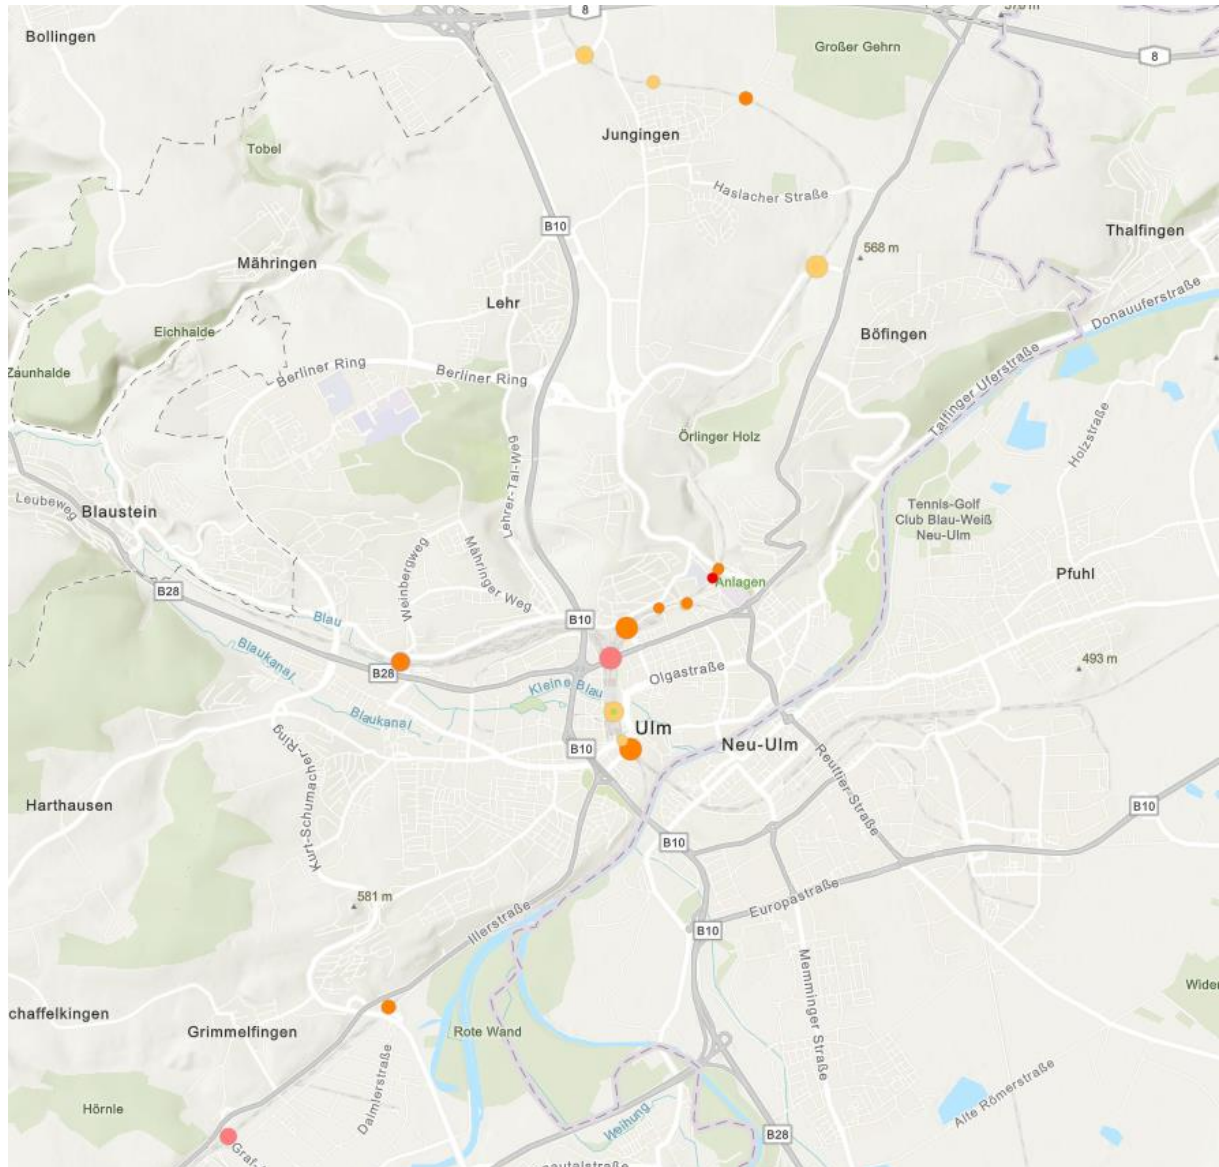 8
570 m
Bollingen
Großer Gehrn
8
Jungingen
Tobel
Haslacher Straße
B10
Thalfingen
568 m
Mähringen
Lehr
Donauuferstraße
Eichhalde
Böfingen
Zaunhalde
Berliner Ring
Berliner Ring
Talfinger Uferstraße
Holzstraße
Örlinger Holz
Lehrer-Tal-Weg
Leubeweg
Blaustein
Tennis-Golf
Club Blau-Weiß
Neu-Ulm
Weinbergweg
Mähringer Weg
Anlagen
Pfuhl
B28
Blau
B10
Blaukanal
B28
Olgastraße
493 m
Kleine Blau
Blaukanal
Ulm
Neu-Ulm
B10
Kurt-Schumacher-Ring
Reuttier-Straße
Harthausen
B10
B10
581 m
Europastraße
Illerstraße
B10
Memminger Straße
Wider
chaffelkingen
Grimmelfingen
Rote Wand
Daimlerstraße
Hörnle
Alte Römerstraße
Weihung
B28
Graf-
nautalstraße